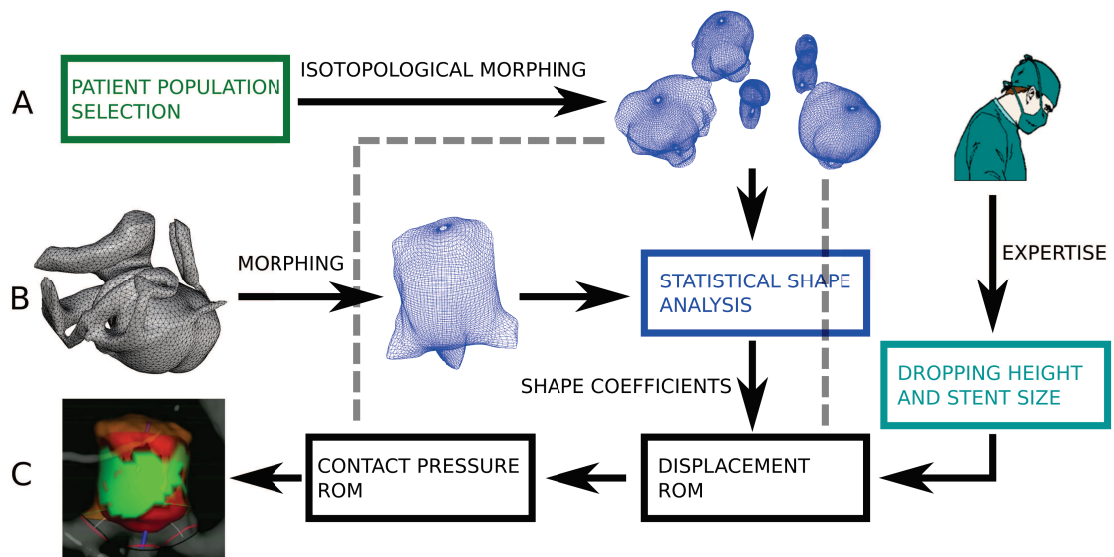 A
PATIENT POPULATION
SELECTION
ISOTOPOLOGICAL MORPHING
B
MORPHING
STATISTICAL SHAPE
ANALYSIS
EXPERTISE
SHAPE COEFFICIENTS
DROPPING HEIGHT
AND STENT SIZE
C
CONTACT PRESSURE
ROM
DISPLACEMENT
ROM